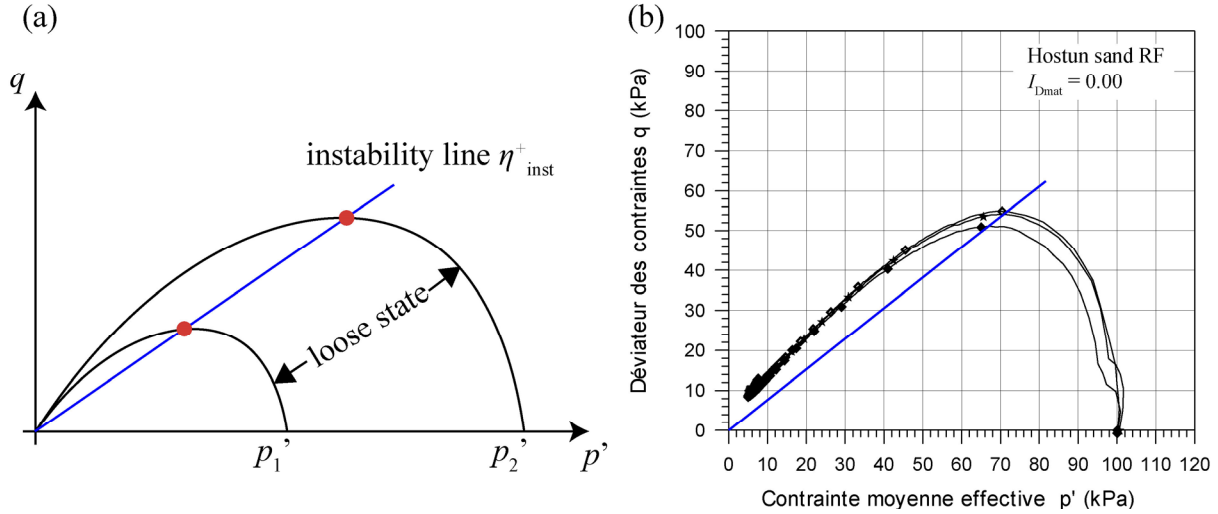 (a)
q
instability line η⁺inst
loose state
p₁’
p₂’
p’
(b)
Déviateur des contraintes q (kPa)
100
90
80
70
60
50
40
30
20
10
0
Hostun sand RF
IDmat = 0.00
0 10 20 30 40 50 60 70 80 90 100 110 120
Contrainte moyenne effective p' (kPa)